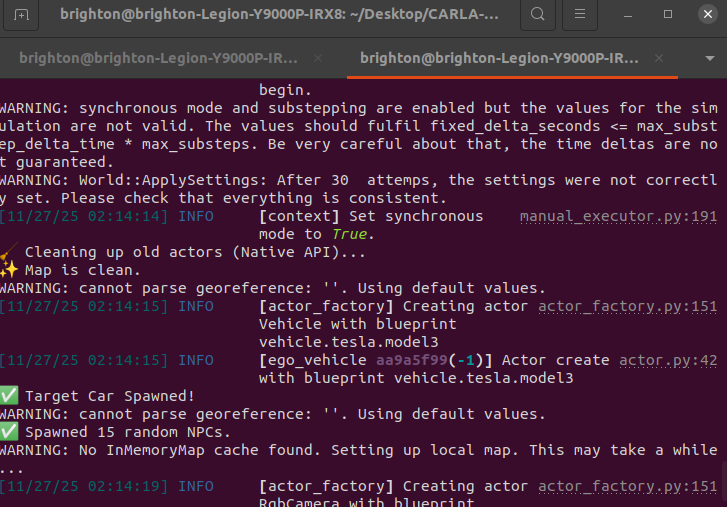 brighton@brighton-Legion-Y9000P-IRX8: ~/Desktop/CARLA-...
brighton@brighton-Legion-Y9000P-IR...
brighton@brighton-Legion-Y9000P-IR...
begin.
WARNING: synchronous mode and substepping are enabled but the values for the sim
ulation are not valid. The values should fulfil fixed_delta_seconds <= max_subst
ep_delta_time * max_substeps. Be very careful about that, the time deltas are no
t guaranteed.
WARNING: World::ApplySettings: After 30  attemps, the settings were not correctl
y set. Please check that everything is consistent.
[11/27/25 02:14:14] INFO [context] Set synchronous manual_executor.py:191
mode to True.
🧹 Cleaning up old actors (Native API)...
✨ Map is clean.
WARNING: cannot parse georeference: ''. Using default values.
[11/27/25 02:14:15] INFO [actor_factory] Creating actor actor_factory.py:151
Vehicle with blueprint
vehicle.tesla.model3
[11/27/25 02:14:15] INFO [ego_vehicle aa9a5f99(-1)] Actor create actor.py:42
with blueprint vehicle.tesla.model3
✅ Target Car Spawned!
WARNING: cannot parse georeference: ''. Using default values.
✅ Spawned 15 random NPCs.
WARNING: No InMemoryMap cache found. Setting up local map. This may take a while
...
[11/27/25 02:14:19] INFO [actor_factory] Creating actor actor_factory.py:151
RgbCamera with blueprint